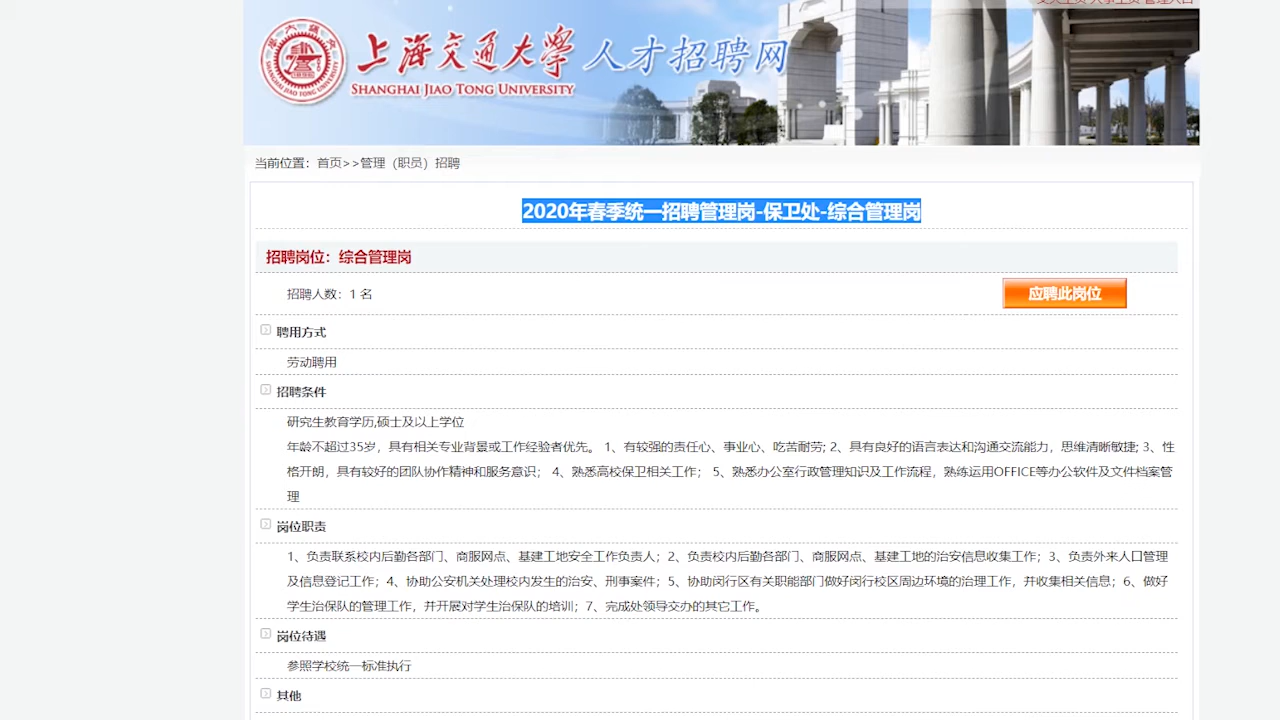 上海交通大學 人才招聘网
SHANGHAI JIAO TONG UNIVERSITY
当前位置：首页>>管理（职员）招聘
2020年春季统一招聘管理岗-保卫处-综合管理岗
招聘岗位：综合管理岗
招聘人数：1 名
应聘此岗位
聘用方式
劳动聘用
招聘条件
研究生教育学历,硕士及以上学位
年龄不超过35岁，具有相关专业背景或工作经验者优先。 1、有较强的责任心、事业心、吃苦耐劳; 2、具有良好的语言表达和沟通交流能力，思维清晰敏捷; 3、性
格开朗，具有较好的团队协作精神和服务意识； 4、熟悉高校保卫相关工作； 5、熟悉办公室行政管理知识及工作流程，熟练运用OFFICE等办公软件及文件档案管
理
岗位职责
1、负责联系校内后勤各部门、商服网点、基建工地安全工作负责人；2、负责校内后勤各部门、商服网点、基建工地的治安信息收集工作；3、负责外来人口管理
及信息登记工作；4、协助公安机关处理校内发生的治安、刑事案件；5、协助闵行区有关职能部门做好闵行校区周边环境的治理工作，并收集相关信息；6、做好
学生治保队的管理工作，并开展对学生治保队的培训；7、完成处领导交办的其它工作。
岗位待遇
参照学校统一标准执行
其他